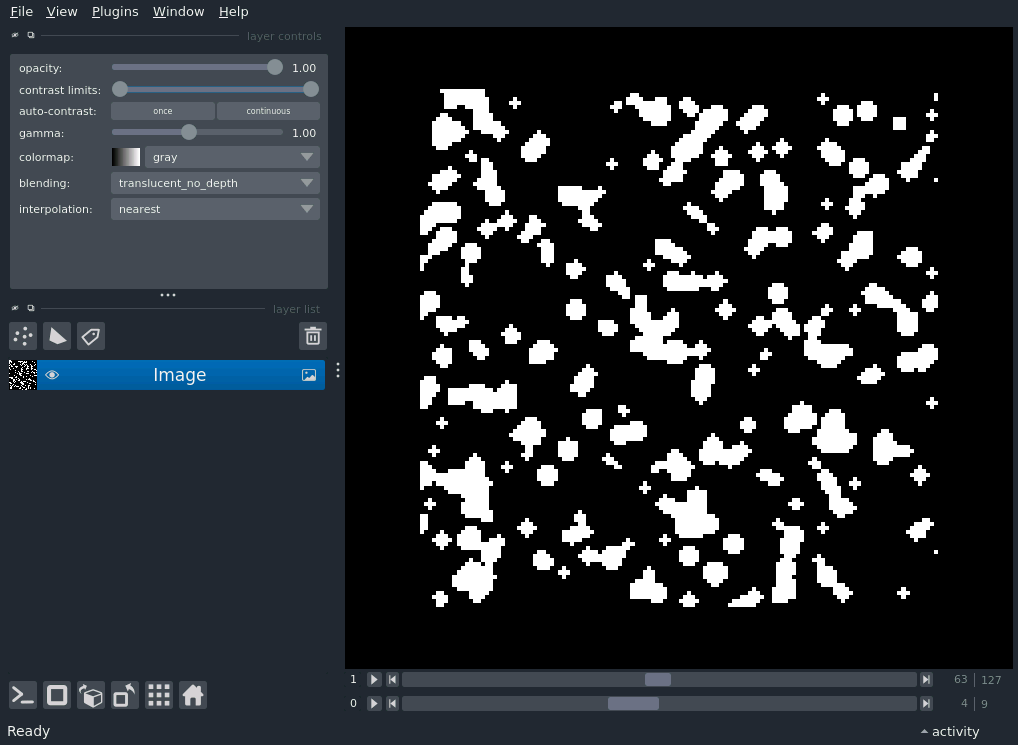 File View Plugins Window Help
layer controls
opacity: 1.00
contrast limits:
auto-contrast: once continuous
gamma: 1.00
colormap: gray
blending: translucent_no_depth
interpolation: nearest
layer list
Image
1 63 127
0 4 9
Ready activity